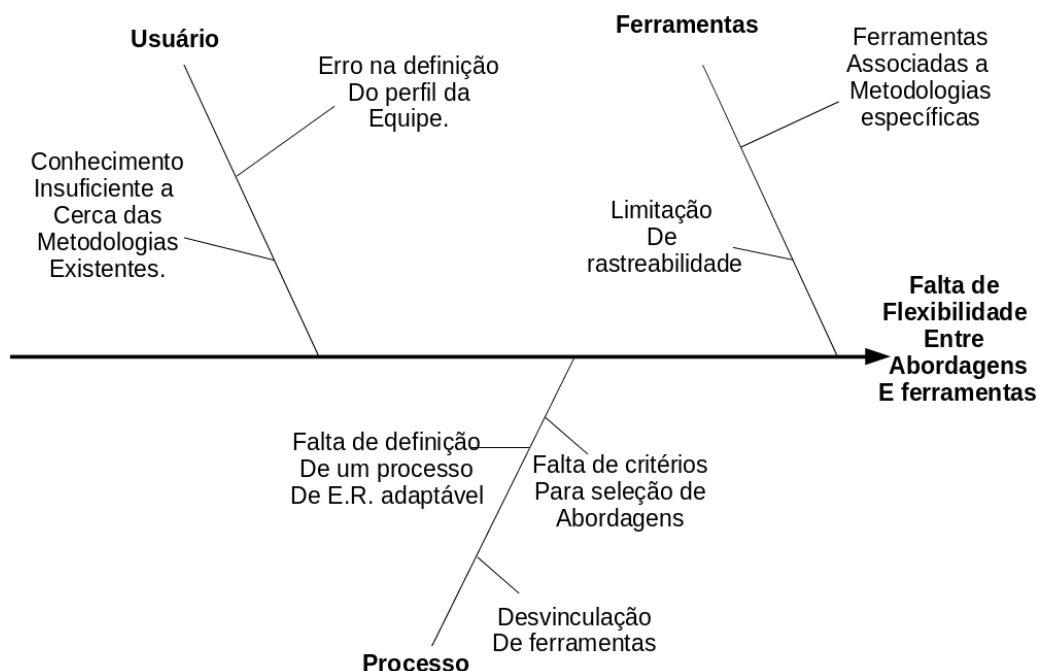 Usuário
Erro na definição
Do perfil da
Equipe.
Conhecimento
Insuficiente a
Cerca das
Metodologias
Existentes.
Ferramentas
Ferramentas
Associadas a
Metodologias
específicas
Limitação
De
rastreabilidade
Falta de
Flexibilidade
Entre
Abordagens
E ferramentas
Falta de definição
De um processo
De E.R. adaptável
Falta de critérios
Para seleção de
Abordagens
Desvinculação
De ferramentas
Processo